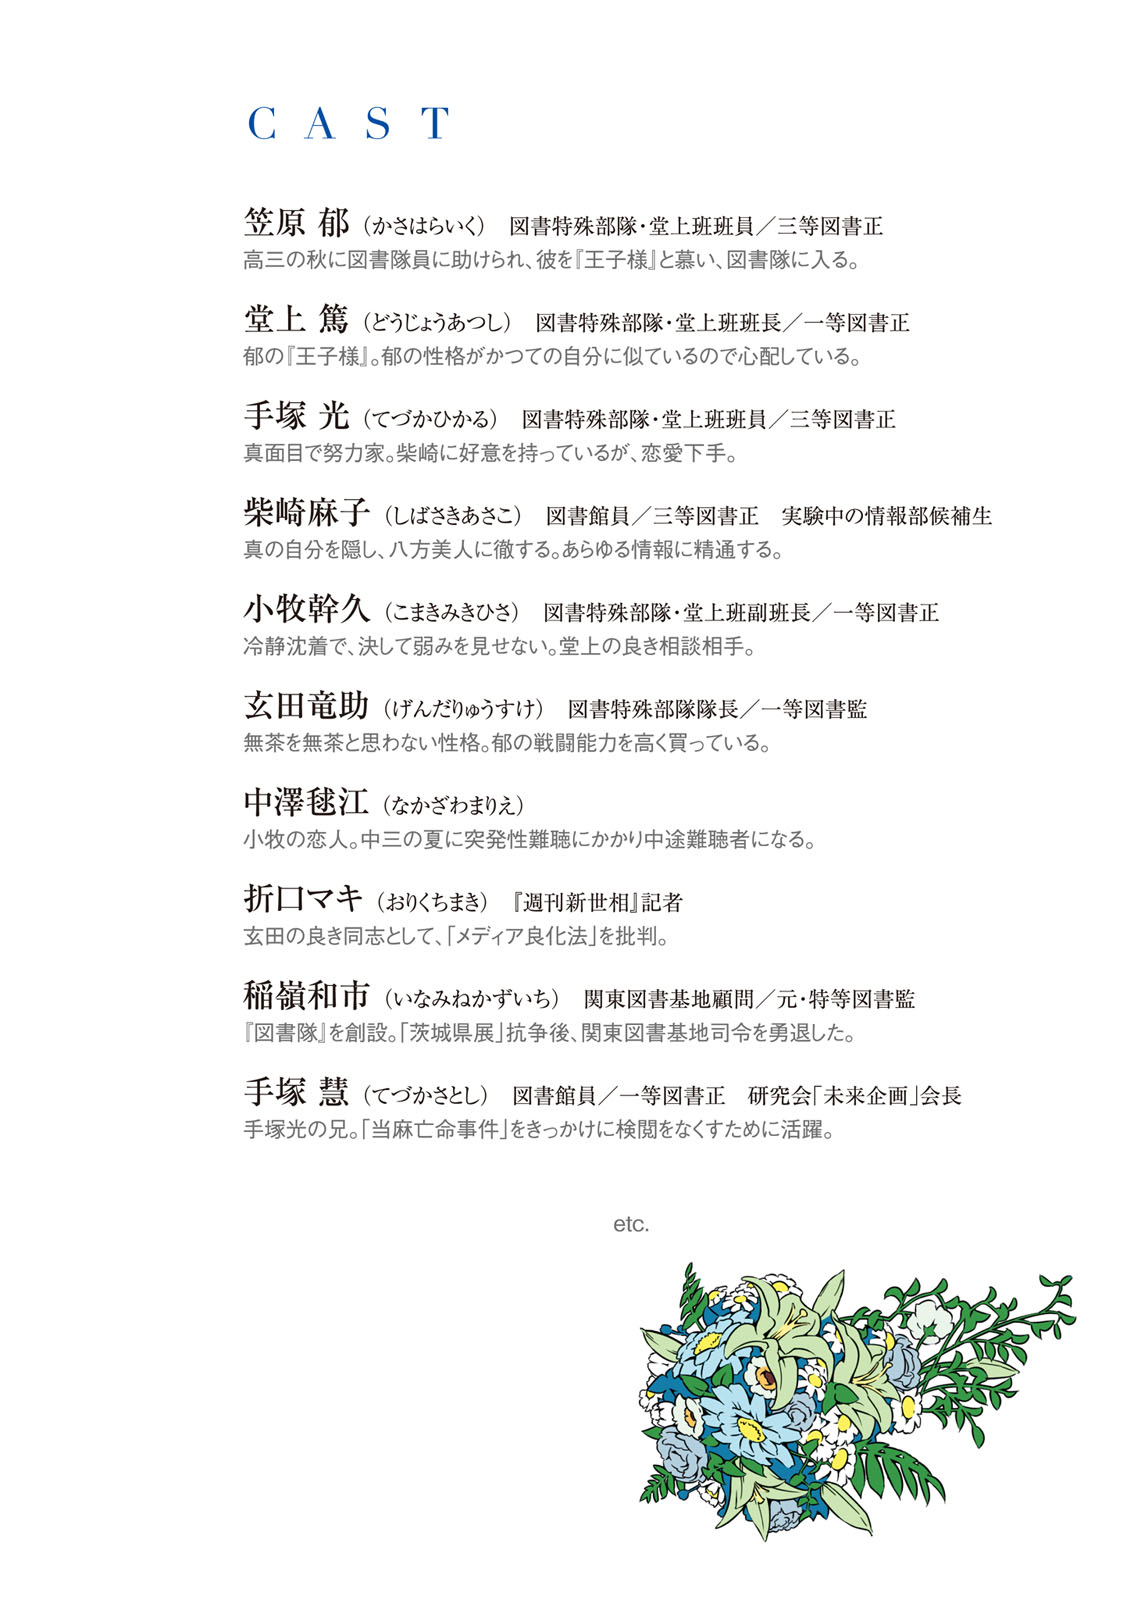 CAST
笠原 郁（かさはらいく）　図書特殊部隊・堂上班班員／三等図書正
高三の秋に図書隊員に助けられ、彼を『王子様』と慕い、図書隊に入る。
堂上 篤（どうじょうあつし）　図書特殊部隊・堂上班班長／一等図書正
郁の『王子様』。郁の性格がかつての自分に似ているので心配している。
手塚 光（てづかひかる）　図書特殊部隊・堂上班班員／三等図書正
真面目で努力家。柴崎に好意を持っているが、恋愛下手。
柴崎麻子（しばさきあさこ）　図書館員／三等図書正　実験中の情報部候補生
真の自分を隠し、八方美人に徹する。あらゆる情報に精通する。
小牧幹久（こまきみきひさ）　図書特殊部隊・堂上班副班長／一等図書正
冷静沈着で、決して弱みを見せない。堂上の良き相談相手。
玄田竜助（げんだりゅうすけ）　図書特殊部隊隊長／一等図書監
無茶を無茶と思わない性格。郁の戦闘能力を高く買っている。
中澤毬江（なかざわまりえ）
小牧の恋人。中三の夏に突発性難聴にかかり中途難聴者になる。
折口マキ（おりくちまき）　『週刊新世相』記者
玄田の良き同志として、「メディア良化法」を批判。
稲嶺和市（いなみねかずいち）　関東図書基地顧問／元・特等図書監
『図書隊』を創設。「茨城県展」抗争後、関東図書基地司令を勇退した。
手塚 慧（てづかさとし）　図書館員／一等図書正　研究会「未来企画」会長
手塚光の兄。「当麻亡命事件」をきっかけに検閲をなくすために活躍。
etc.